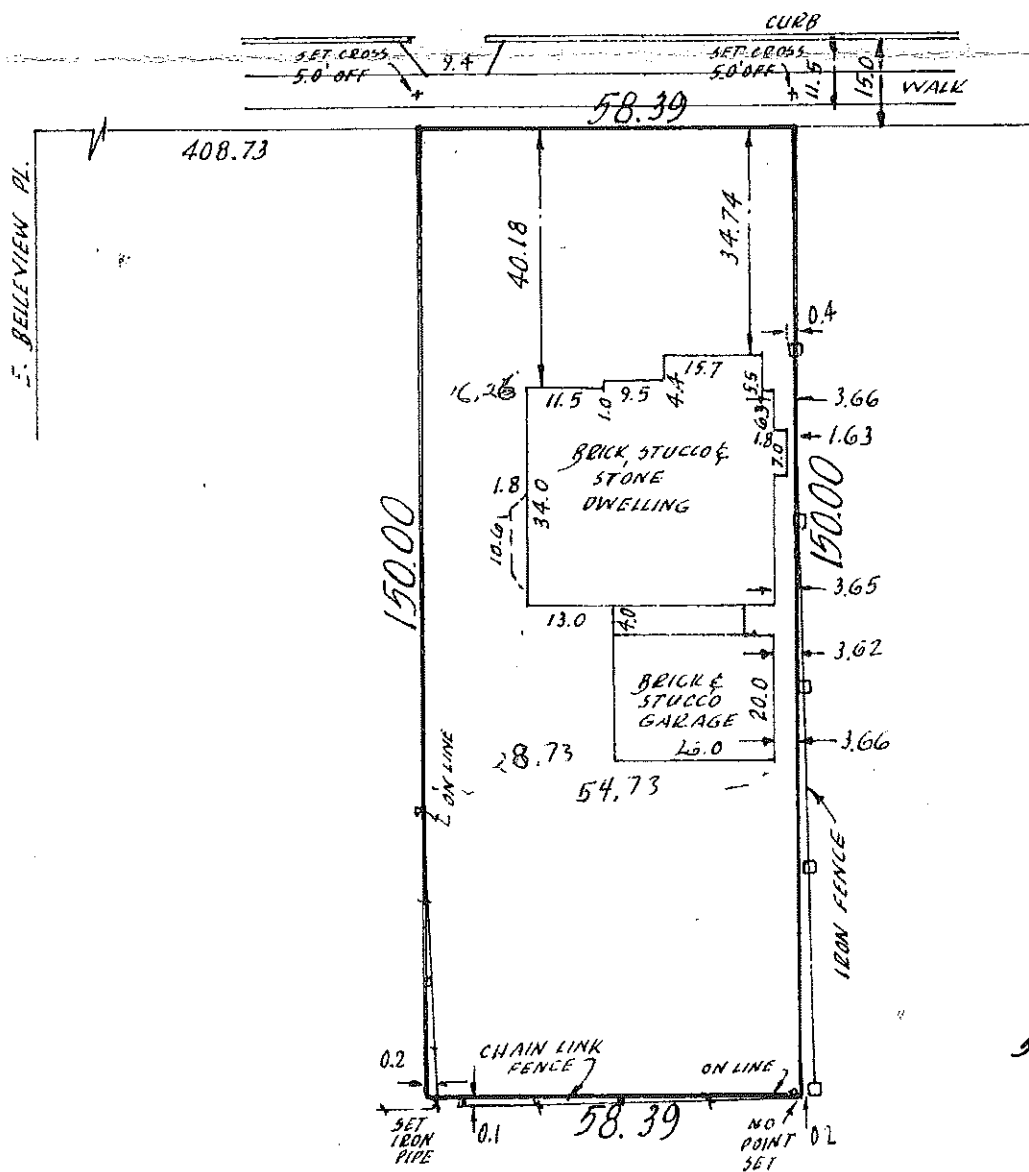 CURB
SET CROSS
5.0' OFF
9.4
SET CROSS
5.0' OFF
11.5
15.0
WALK
58.39
408.73
BELLEVIEW PL.
40.18
34.74
0.4
15.7
5.5
16.26
11.5
1.0
9.5
4.4
3.66
1.8
1.63
7.0
BRICK, STUCCO &
STONE
DWELLING
1.8
34.0
10.6
150.00
150.00
3.65
13.0
4.0
3.62
BRICK &
STUCCO
GARAGE
20.0
26.0
3.66
28.73
54.73
ON LINE
IRON FENCE
0.2
CHAIN LINK
FENCE
ON LINE
SET
IRON
PIPE
0.1
58.39
NO
POINT
SET
0.2